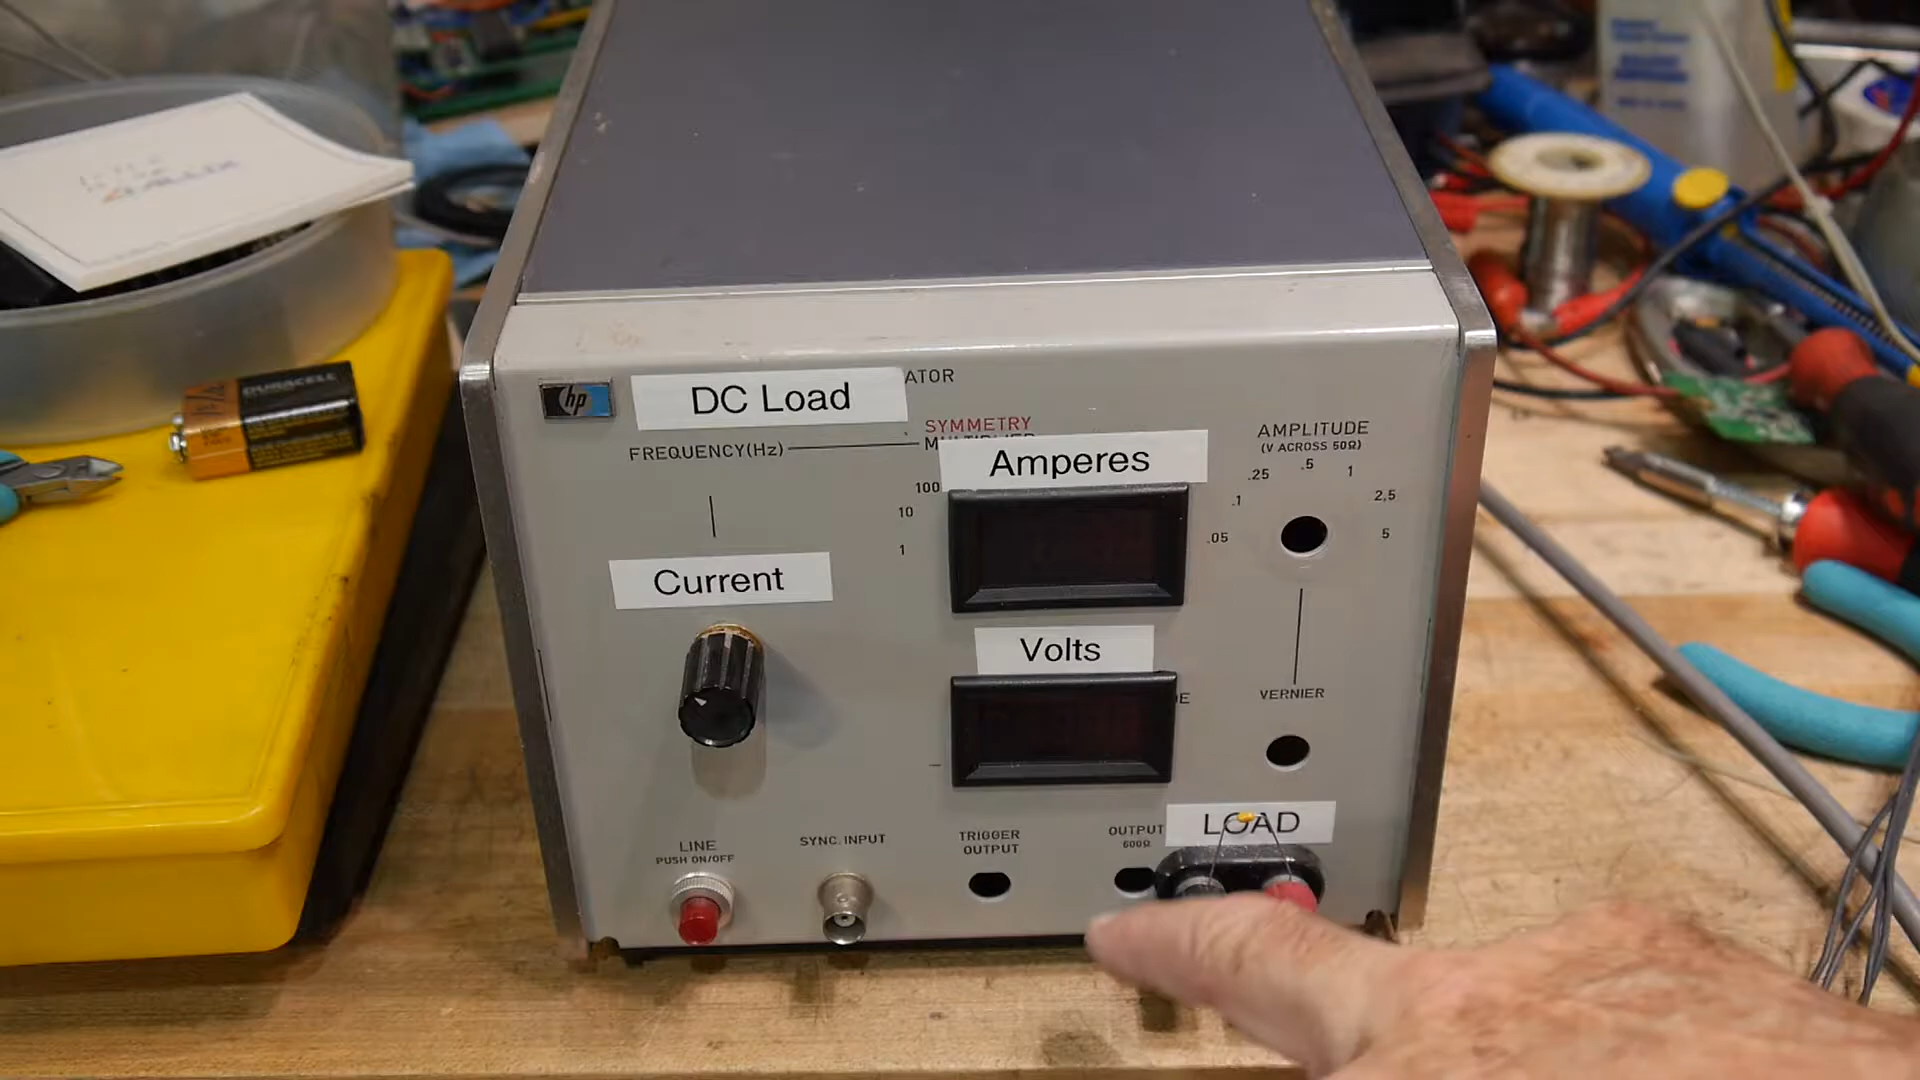 DURACELL
hp
DC Load
ATOR
SYMMETRY
FREQUENCY(Hz)
AMPLITUDE
(V ACROSS 50Ω)
Amperes
.25 .5 1
100
.1 2,5
10
1
.05 5
Current
Volts
VERNIER
LOAD
LINE
PUSH ON/OFF
SYNC. INPUT
TRIGGER
OUTPUT
OUTPUT
600Ω